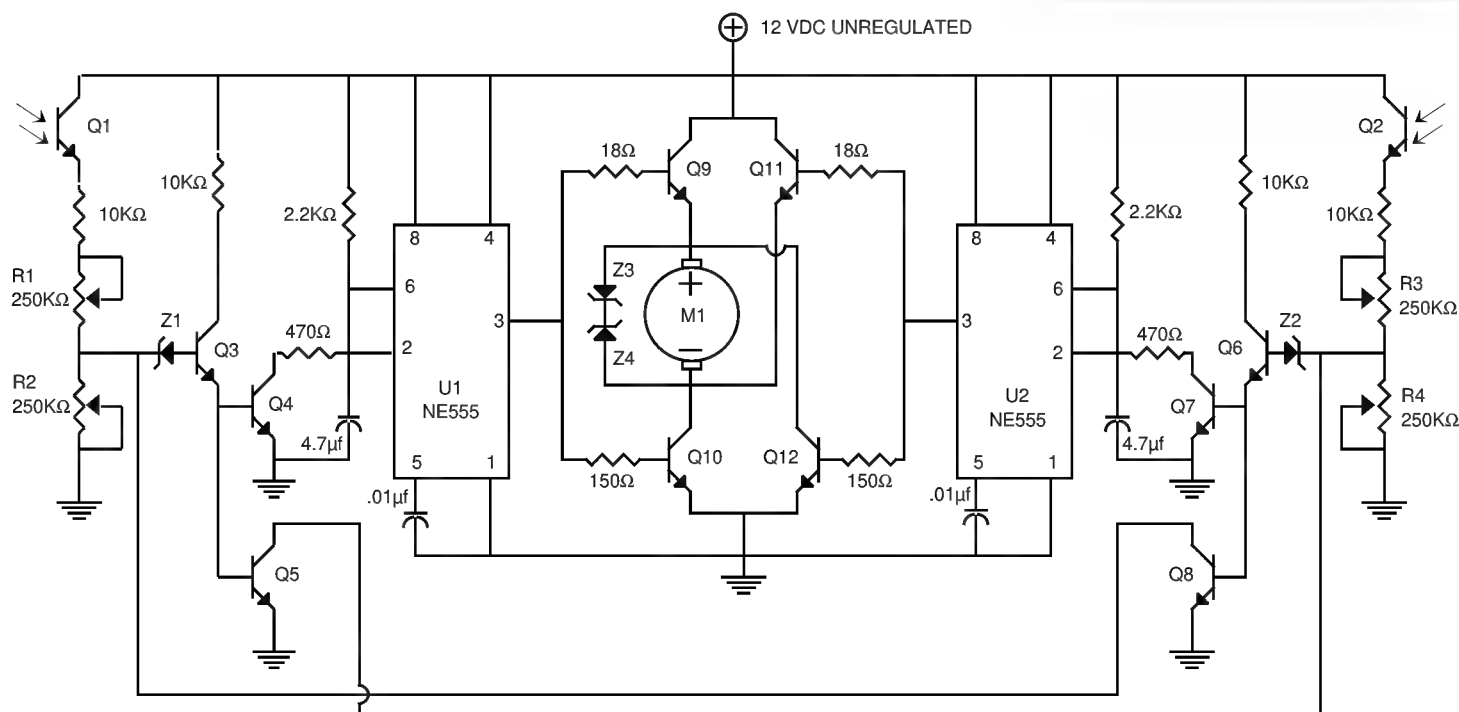 12 VDC UNREGULATED
Q1
Q2
18Ω
Q9
Q11
18Ω
10KΩ
10KΩ
10KΩ
2.2KΩ
2.2KΩ
10KΩ
8
4
8
4
R1
250KΩ
6
Z3
M1
Z4
6
R3
250KΩ
Z1
Q3
470Ω
3
3
470Ω
Q6
Z2
2
2
R2
250KΩ
Q4
U1
NE555
U2
NE555
Q7
R4
250KΩ
4.7µf
Q10
Q12
4.7µf
5
1
150Ω
150Ω
5
1
.01µf
.01µf
Q5
Q8